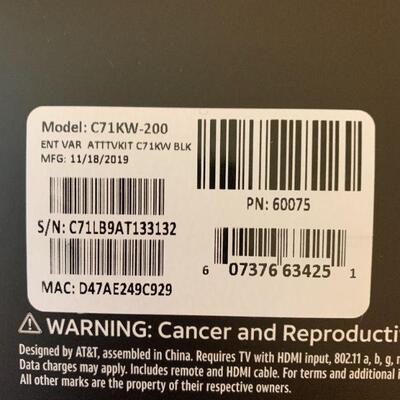 Model: C71KW-200
ENT VAR ATTTVKIT C71KW BLK
MFG: 11/18/2019
PN: 60075
S/N: C71LB9AT133132
6 07376 63425 1
MAC: D47AE249C929
⚠ WARNING: Cancer and Reproducti
Designed by AT&T, assembled in China. Requires TV with HDMI input, 802.11 a, b, g, n
Data charges may apply. Includes remote and HDMI cable. For terms and additional i
All other marks are the property of their respective owners.